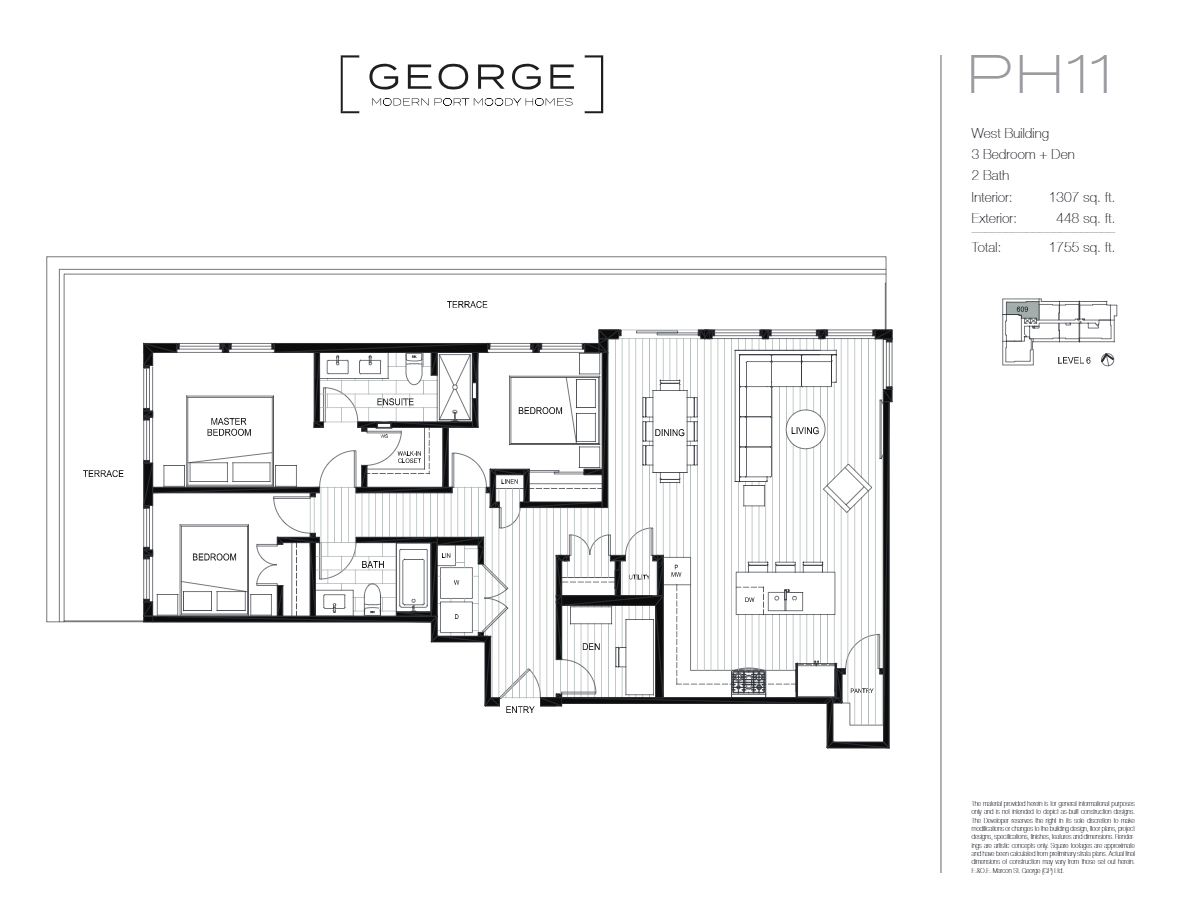 GEORGE
MODERN PORT MOODY HOMES
PH11
West Building
3 Bedroom + Den
2 Bath
Interior: 1307 sq. ft.
Exterior: 448 sq. ft.
Total: 1755 sq. ft.
609
LEVEL 6
TERRACE
TERRACE
MASTER
BEDROOM
ENSUITE
WALK-IN
CLOSET
BEDROOM
LINEN
DINING
LIVING
BEDROOM
BATH
LIN
W
D
UTILITY
P
MW
DW
DEN
PANTRY
ENTRY
The material provided herein is for general informational purposes
only and is not intended to depict as-built construction designs.
The Developer reserves the right in its sole discretion to make
modifications or changes to the building design, floor plans, project
designs, specifications, finishes, features and dimensions. Render-
ings are artistic concepts only. Square footages are approximate
and have been calculated from preliminary strata plans. Actual final
dimensions of construction may vary from those set out herein.
E.&O.E. Marcon St. George (GP) Ltd.